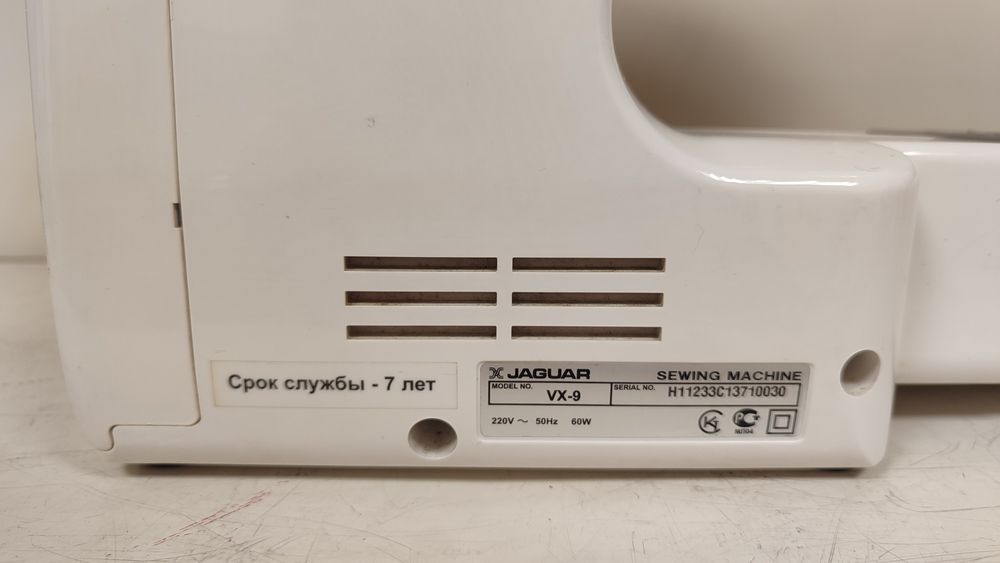 Срок службы - 7 лет
JAGUAR SEWING MACHINE
MODEL NO. VX-9 SERIAL NO. H11233C13710030
220V ~ 50Hz 60W